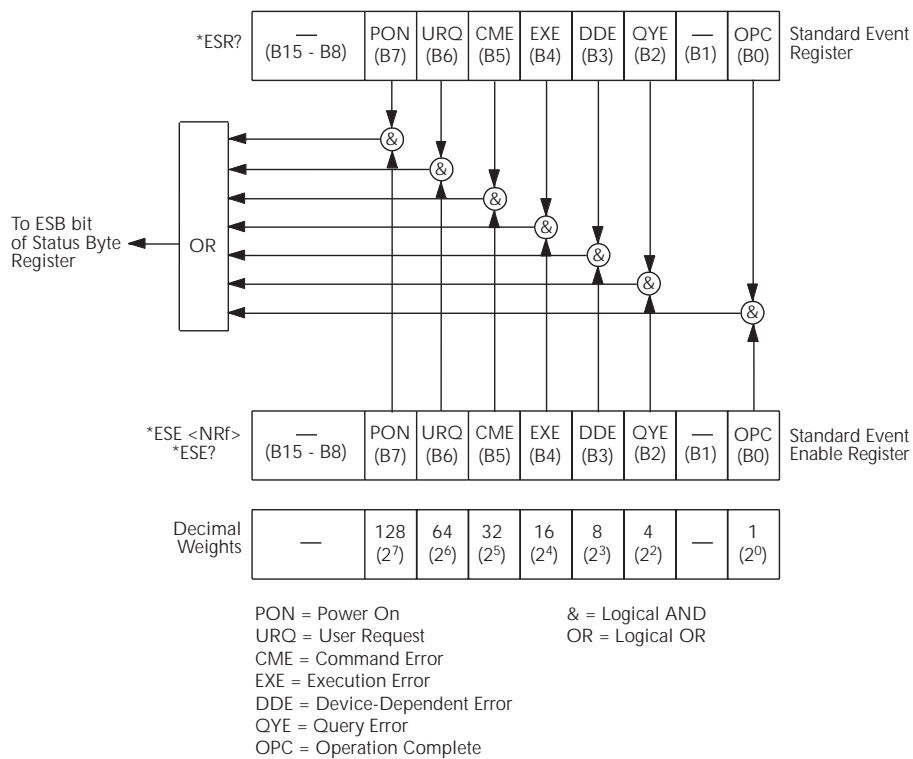 *ESR?
— PON URQ CME EXE DDE QYE — OPC
(B15 - B8) (B7) (B6) (B5) (B4) (B3) (B2) (B1) (B0)
Standard Event
Register
& & & & & & &
To ESB bit
of Status Byte
Register
OR
*ESE <NRf>
*ESE?
— PON URQ CME EXE DDE QYE — OPC
(B15 - B8) (B7) (B6) (B5) (B4) (B3) (B2) (B1) (B0)
Standard Event
Enable Register
Decimal
Weights
— 128 64 32 16 8 4 — 1
(2⁷) (2⁶) (2⁵) (2⁴) (2³) (2²) (2⁰)
PON = Power On
URQ = User Request
CME = Command Error
EXE = Execution Error
DDE = Device-Dependent Error
QYE = Query Error
OPC = Operation Complete
& = Logical AND
OR = Logical OR